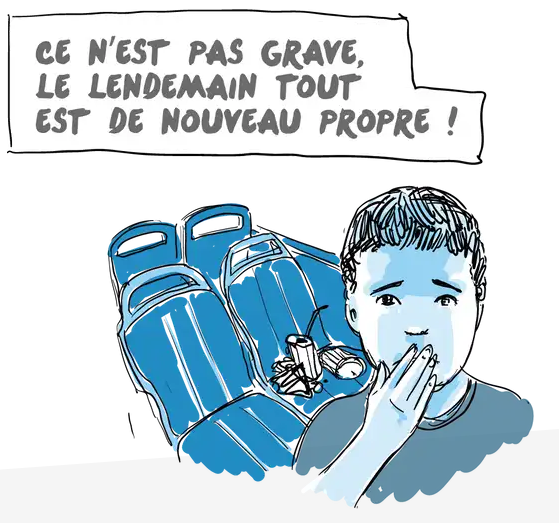 CE N'EST PAS GRAVE,
LE LENDEMAIN TOUT
EST DE NOUVEAU PROPRE !